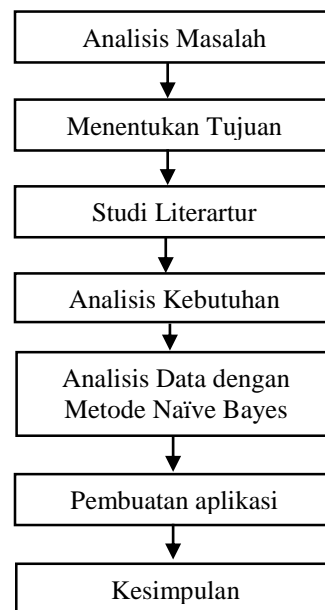 Analisis Masalah
Menentukan Tujuan
Studi Literartur
Analisis Kebutuhan
Analisis Data dengan
Metode Naïve Bayes
Pembuatan aplikasi
Kesimpulan